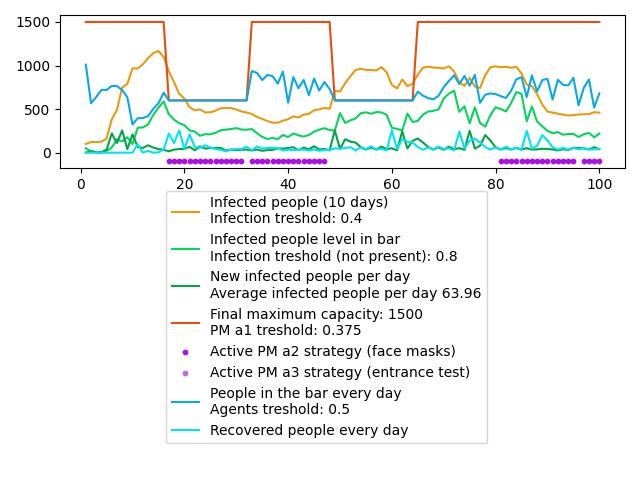 1500
1000
500
0
0
20
40
60
80
100
Infected people (10 days)
Infection treshold: 0.4
Infected people level in bar
Infection treshold (not present): 0.8
New infected people per day
Average infected people per day 63.96
Final maximum capacity: 1500
PM a1 treshold: 0.375
Active PM a2 strategy (face masks)
Active PM a3 strategy (entrance test)
People in the bar every day
Agents treshold: 0.5
Recovered people every day